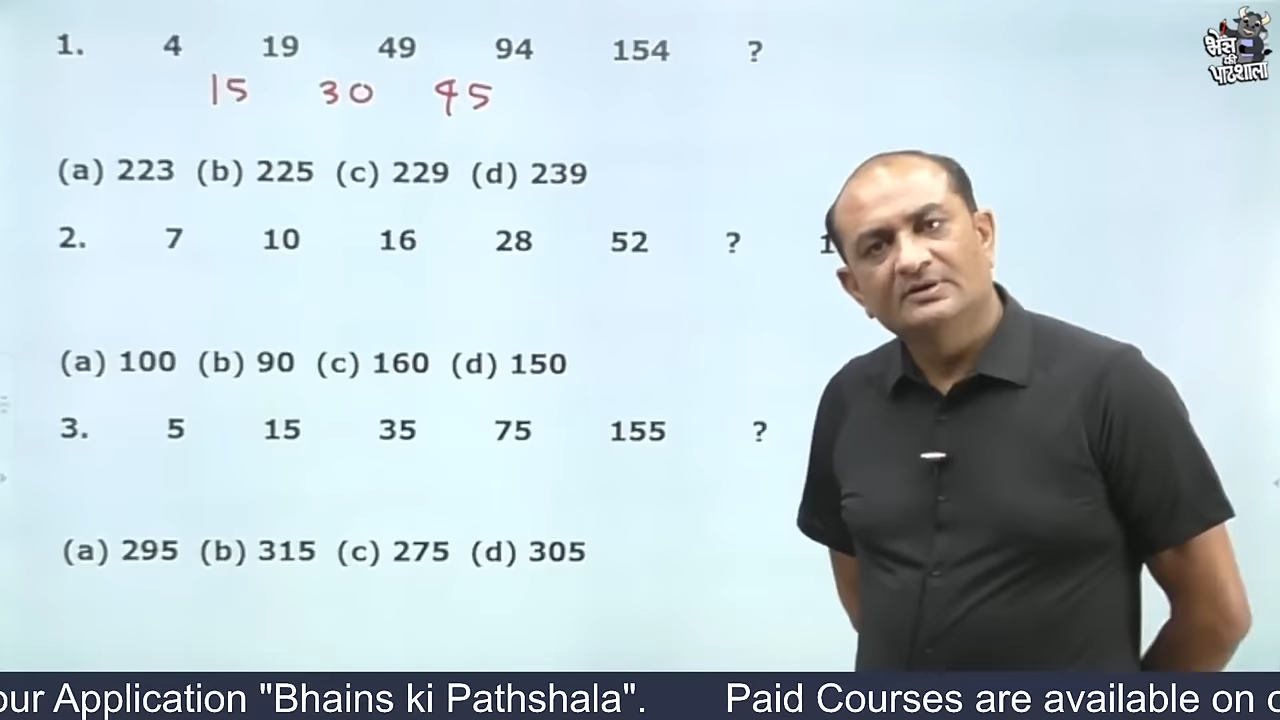 1. 4 19 49 94 154 ?
15 30 45
(a) 223 (b) 225 (c) 229 (d) 239
2. 7 10 16 28 52 ?
(a) 100 (b) 90 (c) 160 (d) 150
3. 5 15 35 75 155 ?
(a) 295 (b) 315 (c) 275 (d) 305
भैंस
की
पाठशाला
our Application "Bhains ki Pathshala". Paid Courses are available on